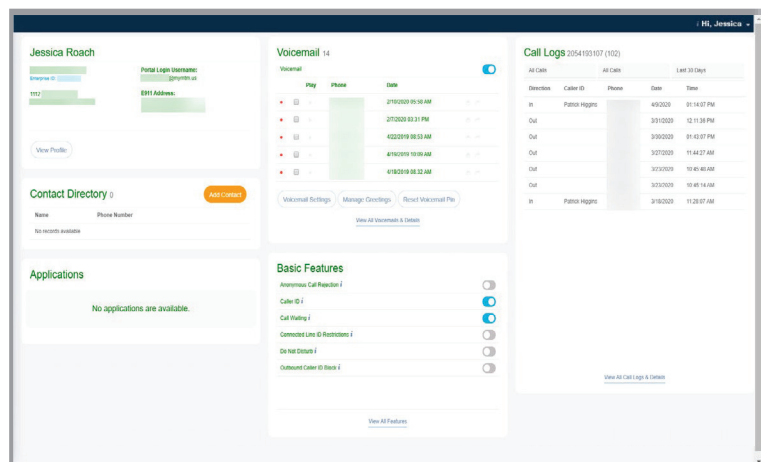 Hi, Jessica
Jessica Roach
Portal Login Username:
Enterprise ID
@mymtm.us
1112
E911 Address:
View Profile
Contact Directory 0
Add Contact
Name Phone Number
No records available
Applications
No applications are available.
Voicemail 14
Voicemail
Play Phone Date
2/10/2020 05:50 AM
2/7/2020 03:31 PM
4/22/2019 08:53 AM
4/19/2019 10:09 AM
4/19/2019 08:32 AM
Voicemail Settings Manage Greetings Reset Voicemail Pin
View All Voicemails & Details
Basic Features
Anonymous Call Rejection i
Caller ID i
Call Waiting i
Connected Line ID Restrictions i
Do Not Disturb i
Outbound Caller ID Block i
View All Features
Call Logs 2054193107 (102)
All Calls All Calls Last 30 Days
Direction Caller ID Phone Date Time
In Patrick Higgins 4/9/2020 01:14:07 PM
Out 3/31/2020 12:11:36 PM
Out 3/30/2020 01:43:07 PM
Out 3/27/2020 11:44:27 AM
Out 3/23/2020 10:45:48 AM
Out 3/23/2020 10:45:14 AM
In Patrick Higgins 3/18/2020 11:20:07 AM
View All Call Logs & Details